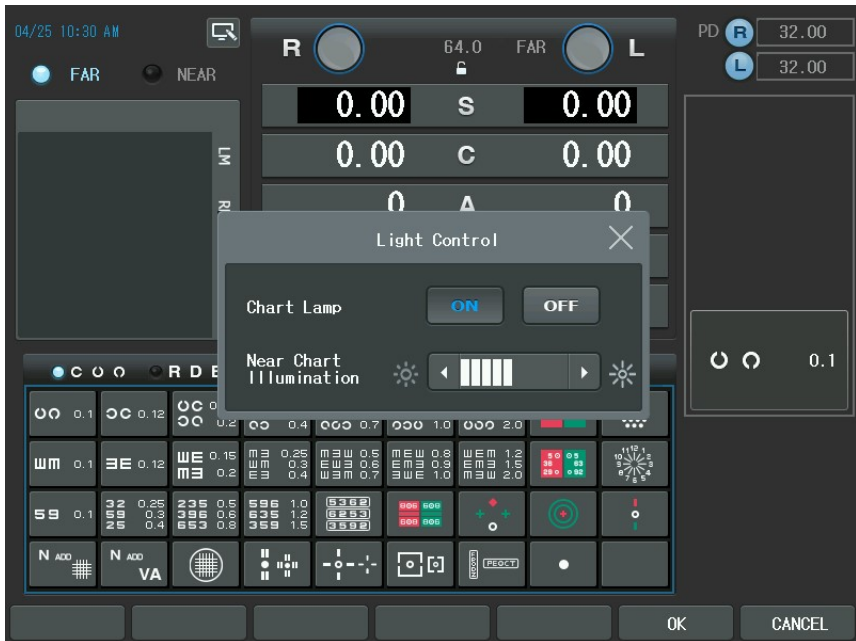 04/25 10:30 AM
R 64.0 FAR L
PD R 32.00
L 32.00
FAR NEAR
0.00 S 0.00
0.00 C 0.00
LM
0 A 0
Light Control
Chart Lamp ON OFF
Near Chart
Illlumination
0.1
R D E
0.1 0.12 0.2 0.4 0.7 1.0 2.0
0.1 0.12 0.15 0.25 0.5 0.8 1.2
0.3 0.6 0.9 1.5
0.2 0.4 0.7 1.0 2.0
59 0.1 32 0.25 235 0.5 596 1.0 5362
59 0.3 396 0.6 635 1.2 6253
25 0.4 653 0.8 359 1.5 3592
N ADD N ADD VA PEOCT
OK CANCEL